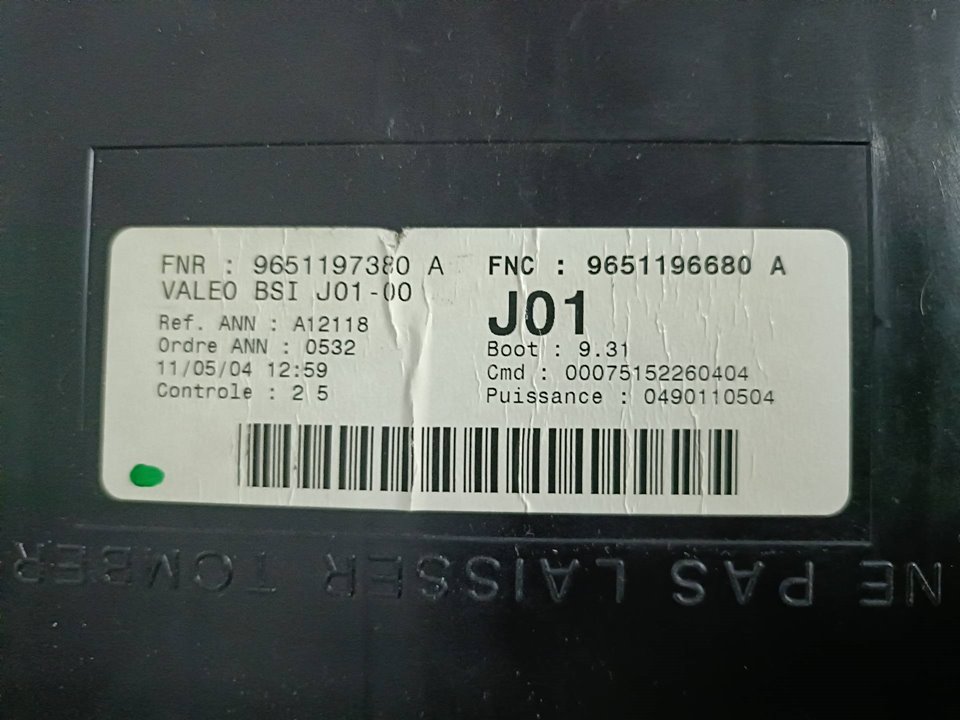 FNR : 9651197380 A
VALEO BSI J01-00
Ref. ANN : A12118
Ordre ANN : 0532
11/05/04 12:59
Controle : 2 5
FNC : 9651196680 A
J01
Boot : 9.31
Cmd : 00075152260404
Puissance : 0490110504
NE PAS LAISSER TOMBER